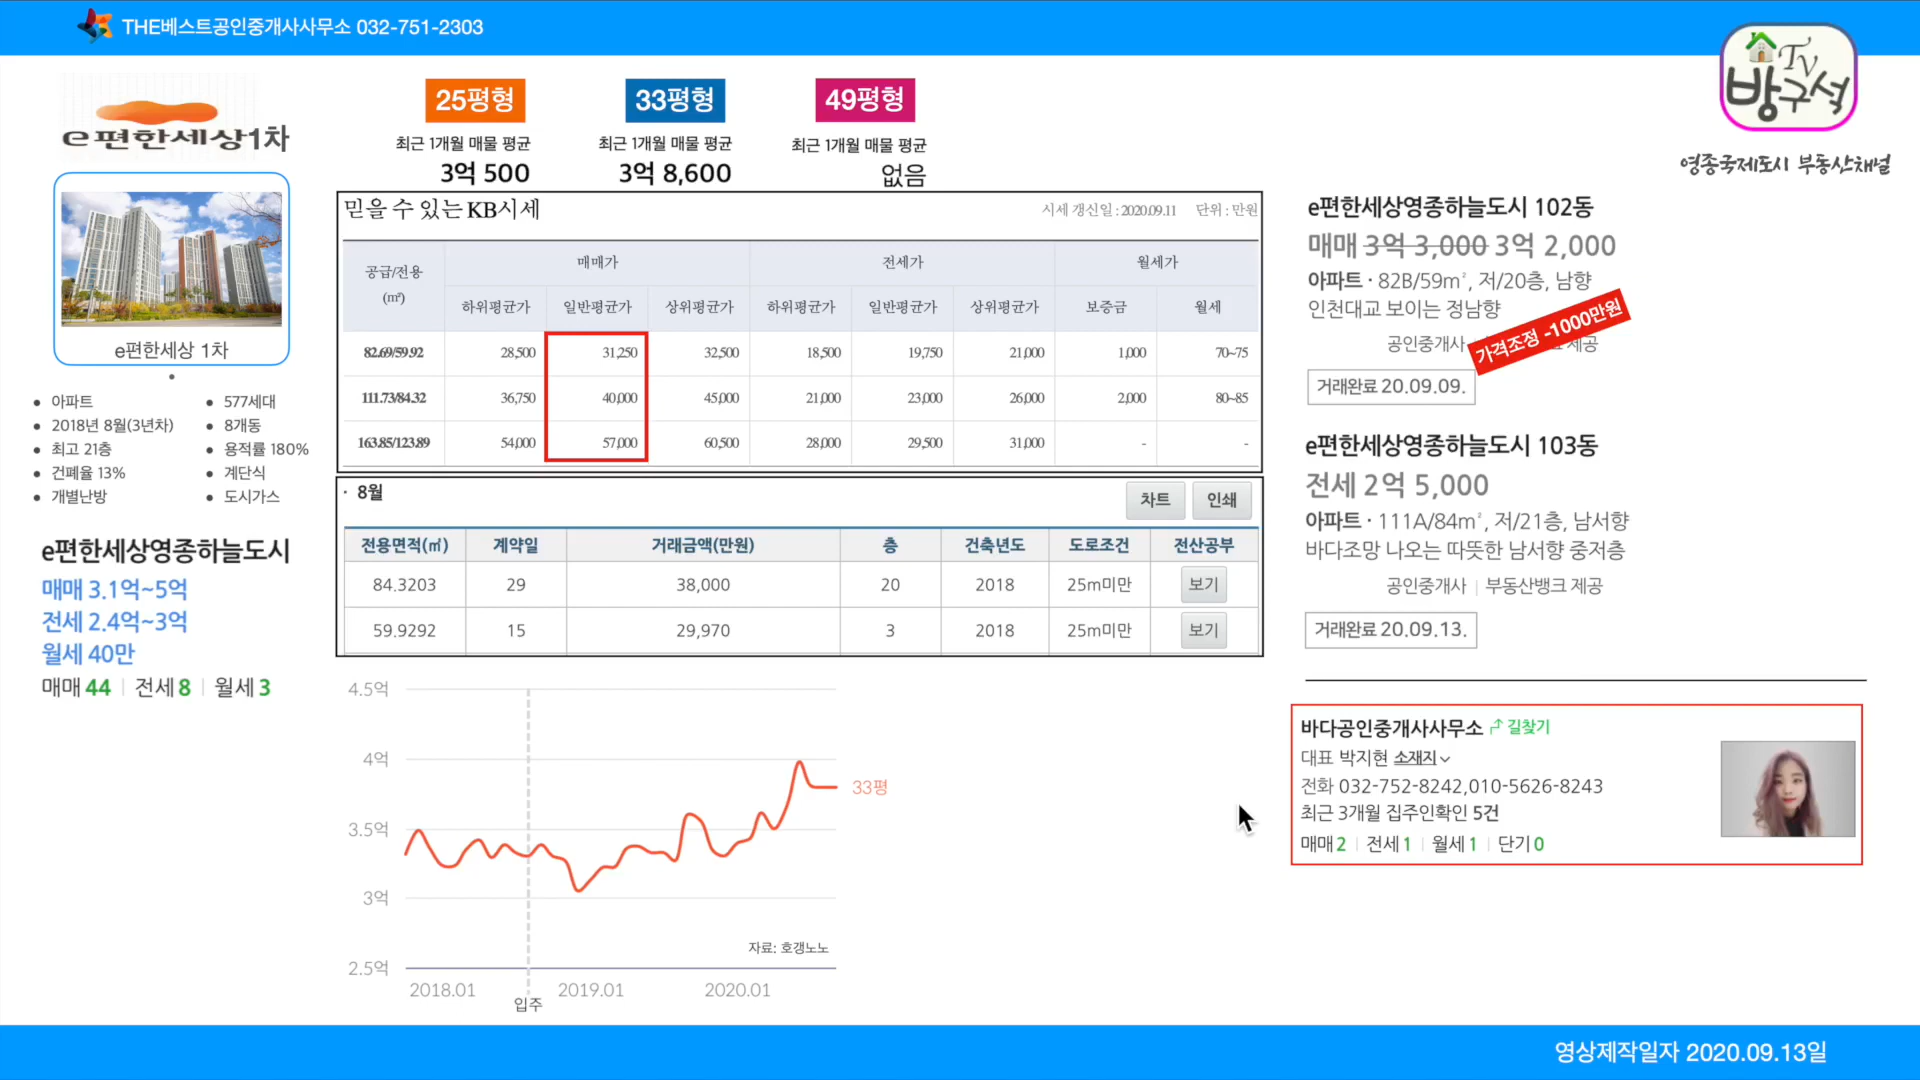 THE베스트공인중개사사무소 032-751-2303
TV
방구석
영종국제도시 부동산채널
e편한세상1차
e편한세상 1차
• 아파트
• 2018년 8월(3년차)
• 최고 21층
• 건폐율 13%
• 개별난방
• 577세대
• 8개동
• 용적률 180%
• 계단식
• 도시가스
e편한세상영종하늘도시
매매 3.1억~5억
전세 2.4억~3억
월세 40만
매매 44 | 전세 8 | 월세 3
25평형 33평형 49평형
최근 1개월 매물 평균 최근 1개월 매물 평균 최근 1개월 매물 평균
3억 500 3억 8,600 없음
믿을 수 있는 KB시세 시세 갱신일 : 2020.09.11 단위 : 만원
공급/전용 (㎡) 매매가 전세가 월세가
하위평균가 일반평균가 상위평균가 하위평균가 일반평균가 상위평균가 보증금 월세
82.69/59.92 28,500 31,250 32,500 18,500 19,750 21,000 1,000 70~75
111.73/84.32 36,750 40,000 45,000 21,000 23,000 26,000 2,000 80~85
163.85/123.89 54,000 57,000 60,500 28,000 29,500 31,000 - -
· 8월 차트 인쇄
전용면적(㎡) 계약일 거래금액(만원) 층 건축년도 도로조건 전산공부
84.3203 29 38,000 20 2018 25m미만 보기
59.9292 15 29,970 3 2018 25m미만 보기
4.5억
4억
33평
3.5억
3억
자료: 호갱노노
2.5억
2018.01 입주 2019.01 2020.01
e편한세상영종하늘도시 102동
매매 3억 3,000 3억 2,000
아파트 · 82B/59m², 저/20층, 남향
인천대교 보이는 정남향
가격조정 -1000만원
공인중개사 제공
거래완료 20.09.09.
e편한세상영종하늘도시 103동
전세 2억 5,000
아파트 · 111A/84m², 저/21층, 남서향
바다조망 나오는 따뜻한 남서향 중저층
공인중개사 | 부동산뱅크 제공
거래완료 20.09.13.
바다공인중개사사무소 길찾기
대표 박지현 소재지
전화 032-752-8242,010-5626-8243
최근 3개월 집주인확인 5건
매매 2 | 전세 1 | 월세 1 | 단기 0
영상제작일자 2020.09.13일